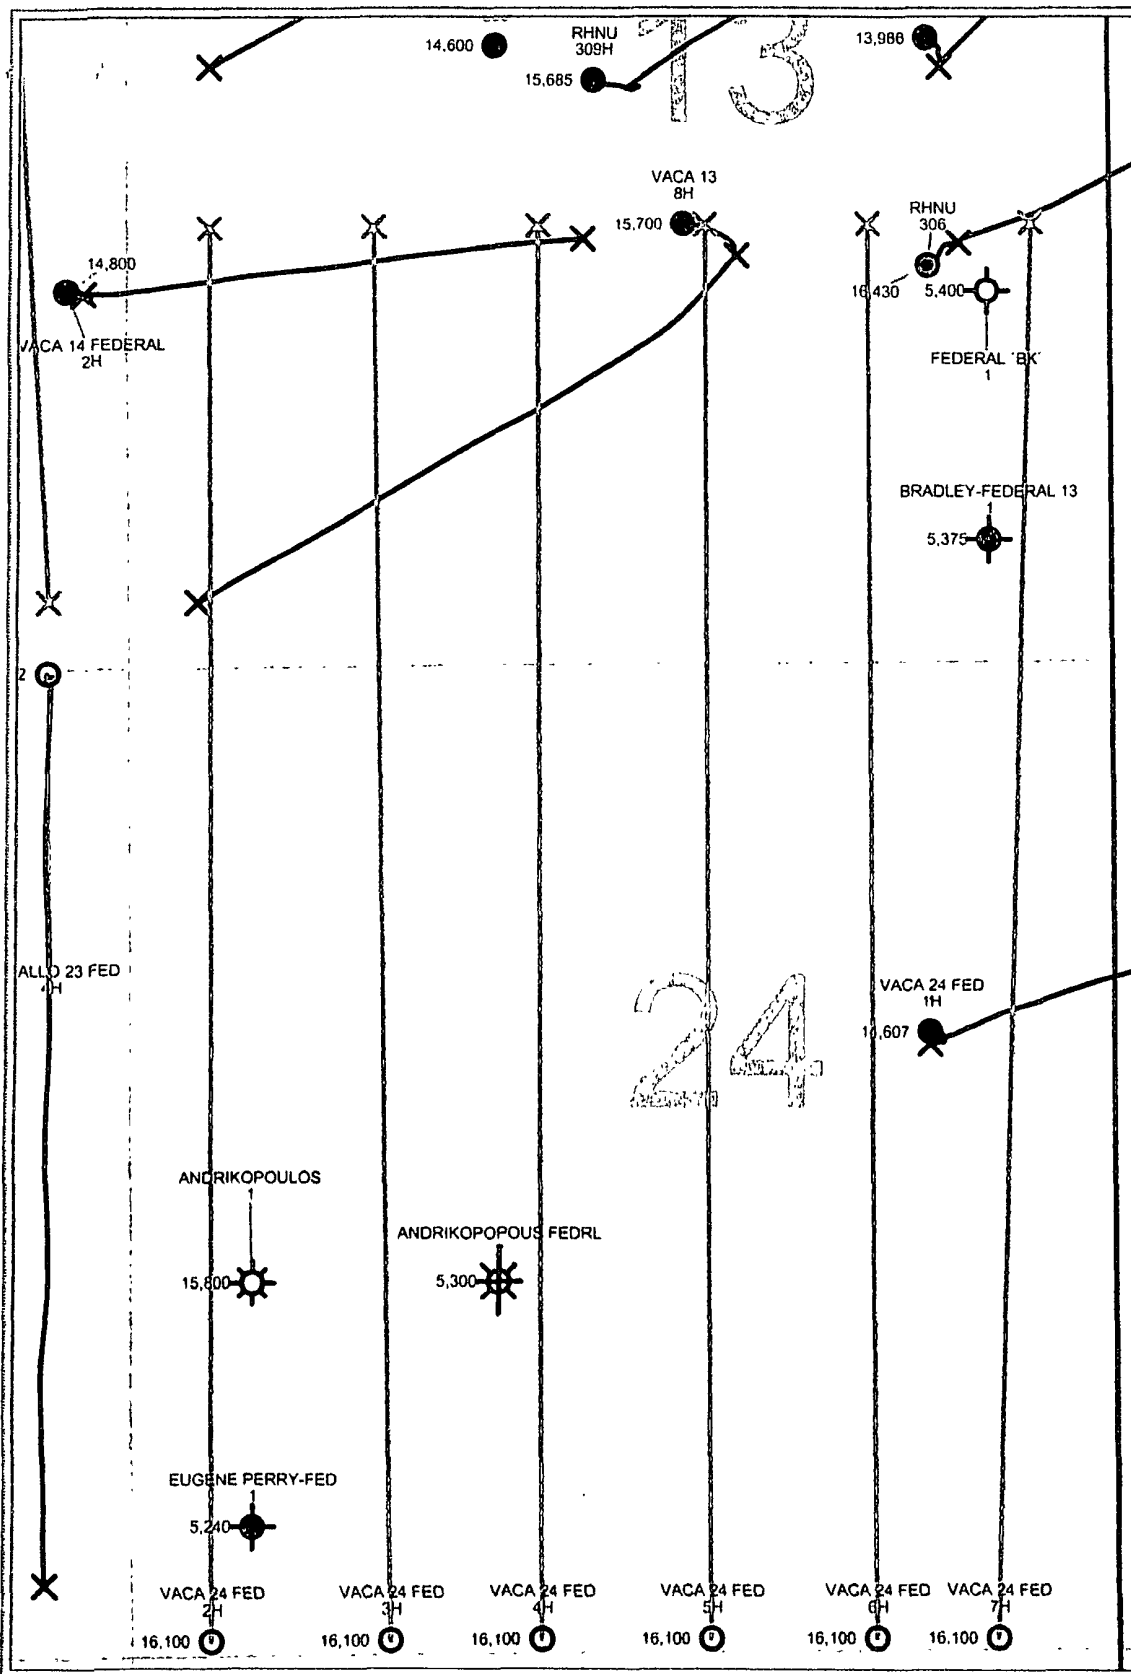 14,600
RHNU
309H
15,685
13
13,986
VACA 13
8H
15,700
RHNU
306
16,430
5,400
FEDERAL 'BK'
1
14,800
VACA 14 FEDERAL
2H
BRADLEY-FEDERAL 13
1
5,375
2
ALLO 23 FED
24
VACA 24 FED
1H
ANDRIKOPOULOS
1
15,800
ANDRIKOPOPOUS FEDRL
5,300
EUGENE PERRY-FED
1
5,240
VACA 24 FED
2H
16,100
VACA 24 FED
3H
16,100
VACA 24 FED
4H
16,100
VACA 24 FED
5H
16,100
VACA 24 FED
6H
16,100
VACA 24 FED
7H
16,100